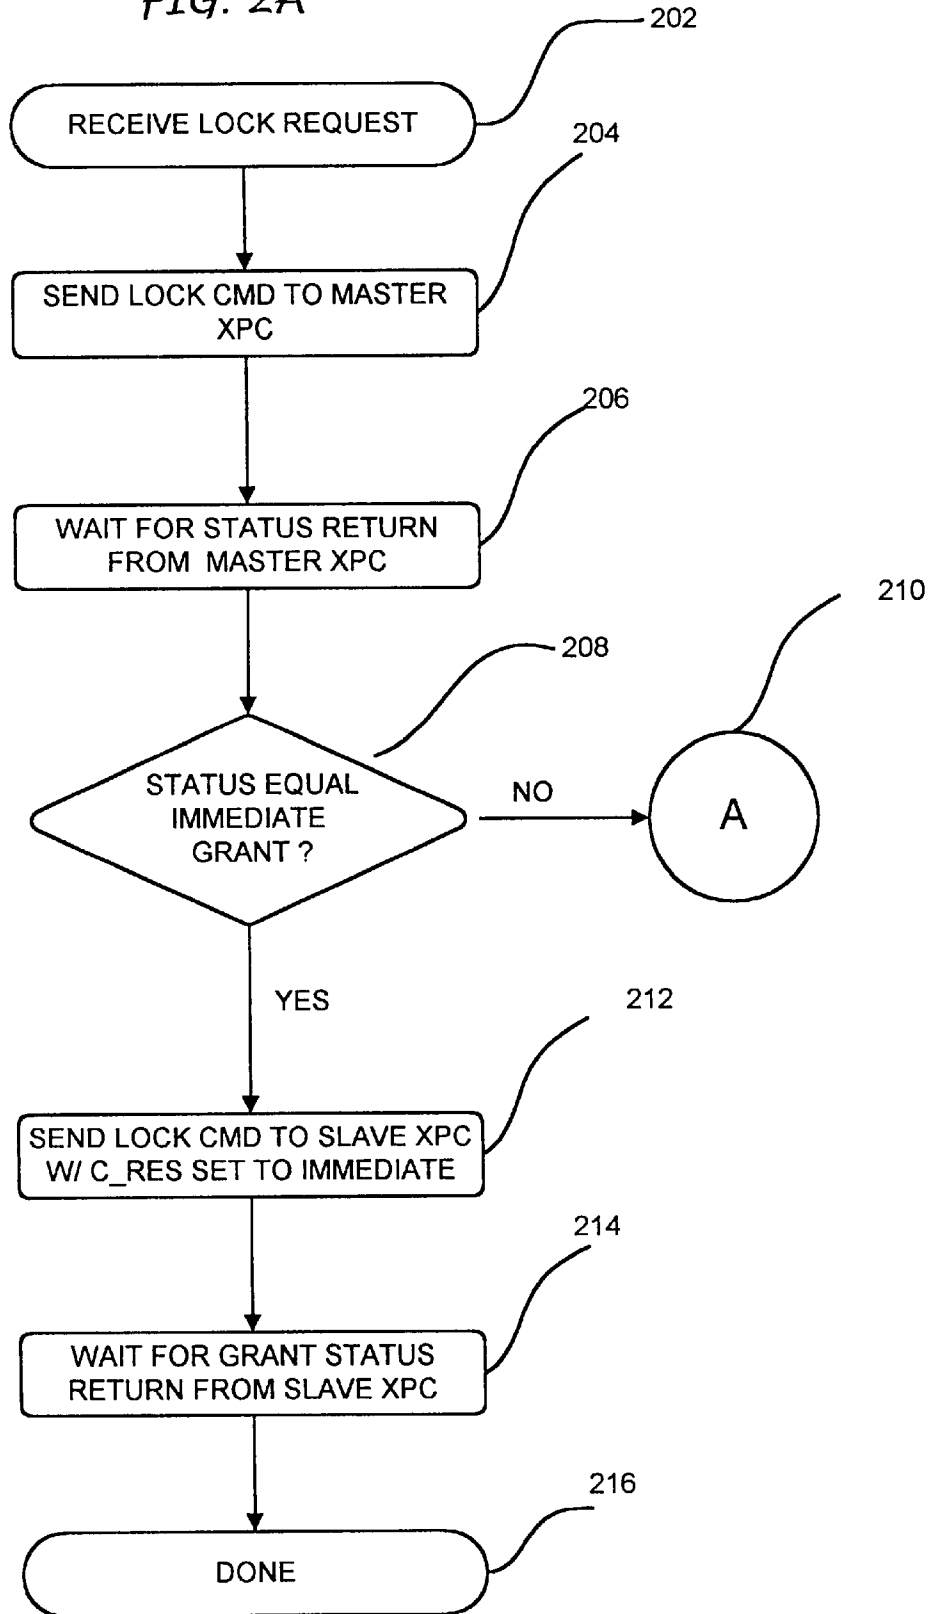 FIG. 2A
202
RECEIVE LOCK REQUEST
204
SEND LOCK CMD TO MASTER
XPC
206
WAIT FOR STATUS RETURN
FROM MASTER XPC
208
210
STATUS EQUAL
IMMEDIATE
GRANT ?
NO
A
YES
212
SEND LOCK CMD TO SLAVE XPC
W/ C_RES SET TO IMMEDIATE
214
WAIT FOR GRANT STATUS
RETURN FROM SLAVE XPC
216
DONE